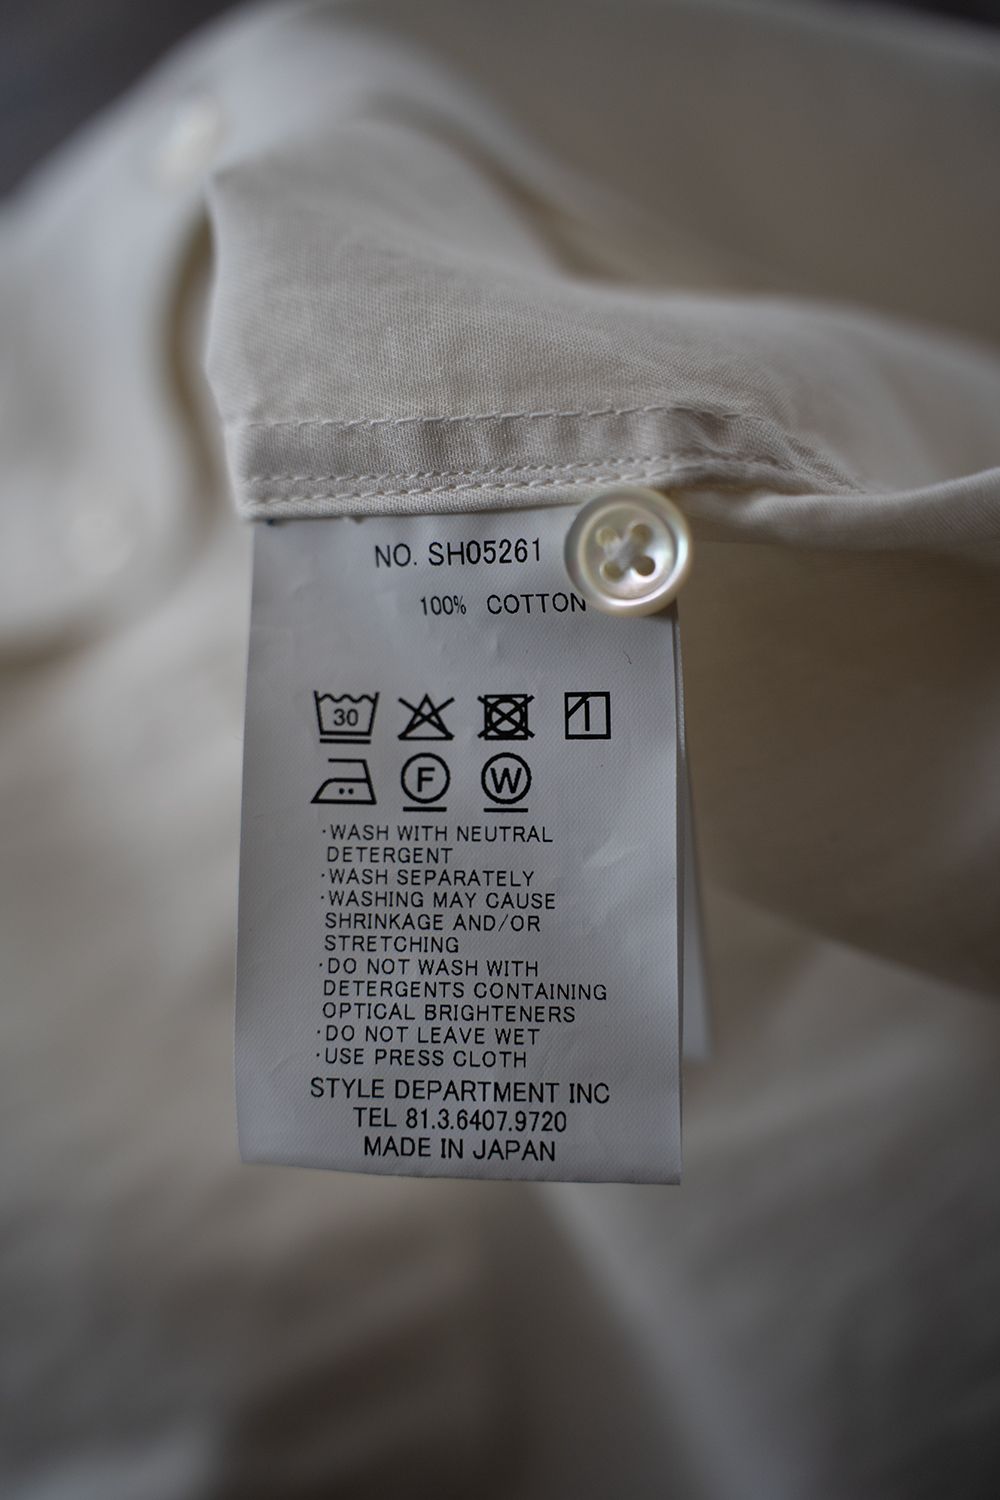 NO. SH05261
100% COTTON
30
F W
·WASH WITH NEUTRAL
DETERGENT
·WASH SEPARATELY
·WASHING MAY CAUSE
SHRINKAGE AND/OR
STRETCHING
·DO NOT WASH WITH
DETERGENTS CONTAINING
OPTICAL BRIGHTENERS
·DO NOT LEAVE WET
·USE PRESS CLOTH
STYLE DEPARTMENT INC
TEL 81.3.6407.9720
MADE IN JAPAN